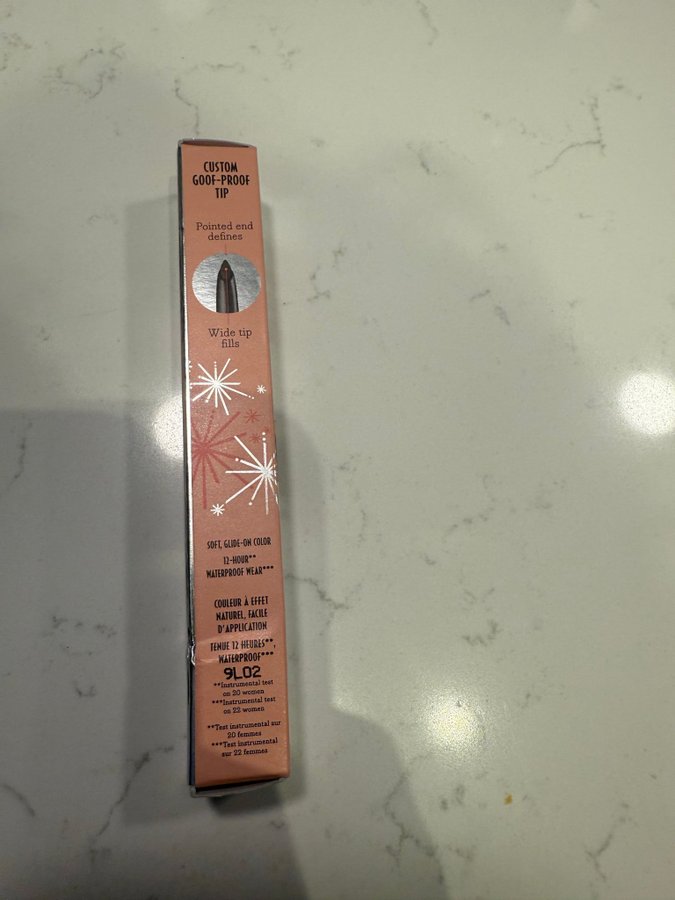 CUSTOM
GOOF-PROOF
TIP
Pointed end
defines
Wide tip
fills
SOFT, GLIDE-ON COLOR
12-HOUR**
WATERPROOF WEAR***
COULEUR À EFFET
NATUREL, FACILE
D'APPLICATION
TENUE 12 HEURES**,
WATERPROOF***
9L02
**Instrumental test
on 20 women
***Instrumental test
on 22 women
**Test instrumental sur
20 femmes
***Test instrumental
sur 22 femmes